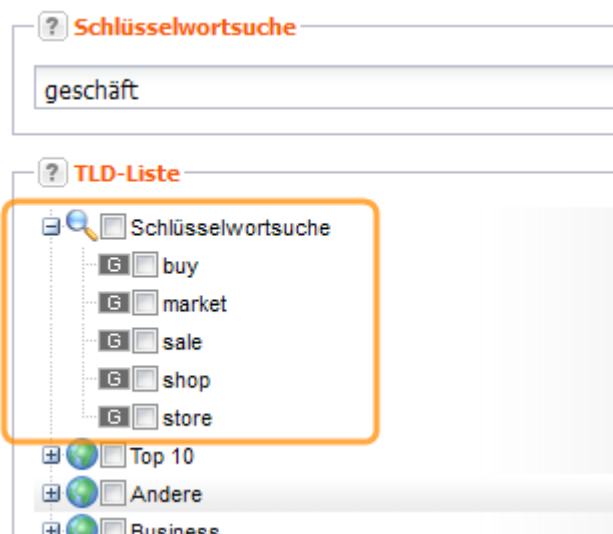 ? Schlüsselwortsuche
geschäft
? TLD-Liste
Schlüsselwortsuche
G buy
G market
G sale
G shop
G store
Top 10
Andere
Business